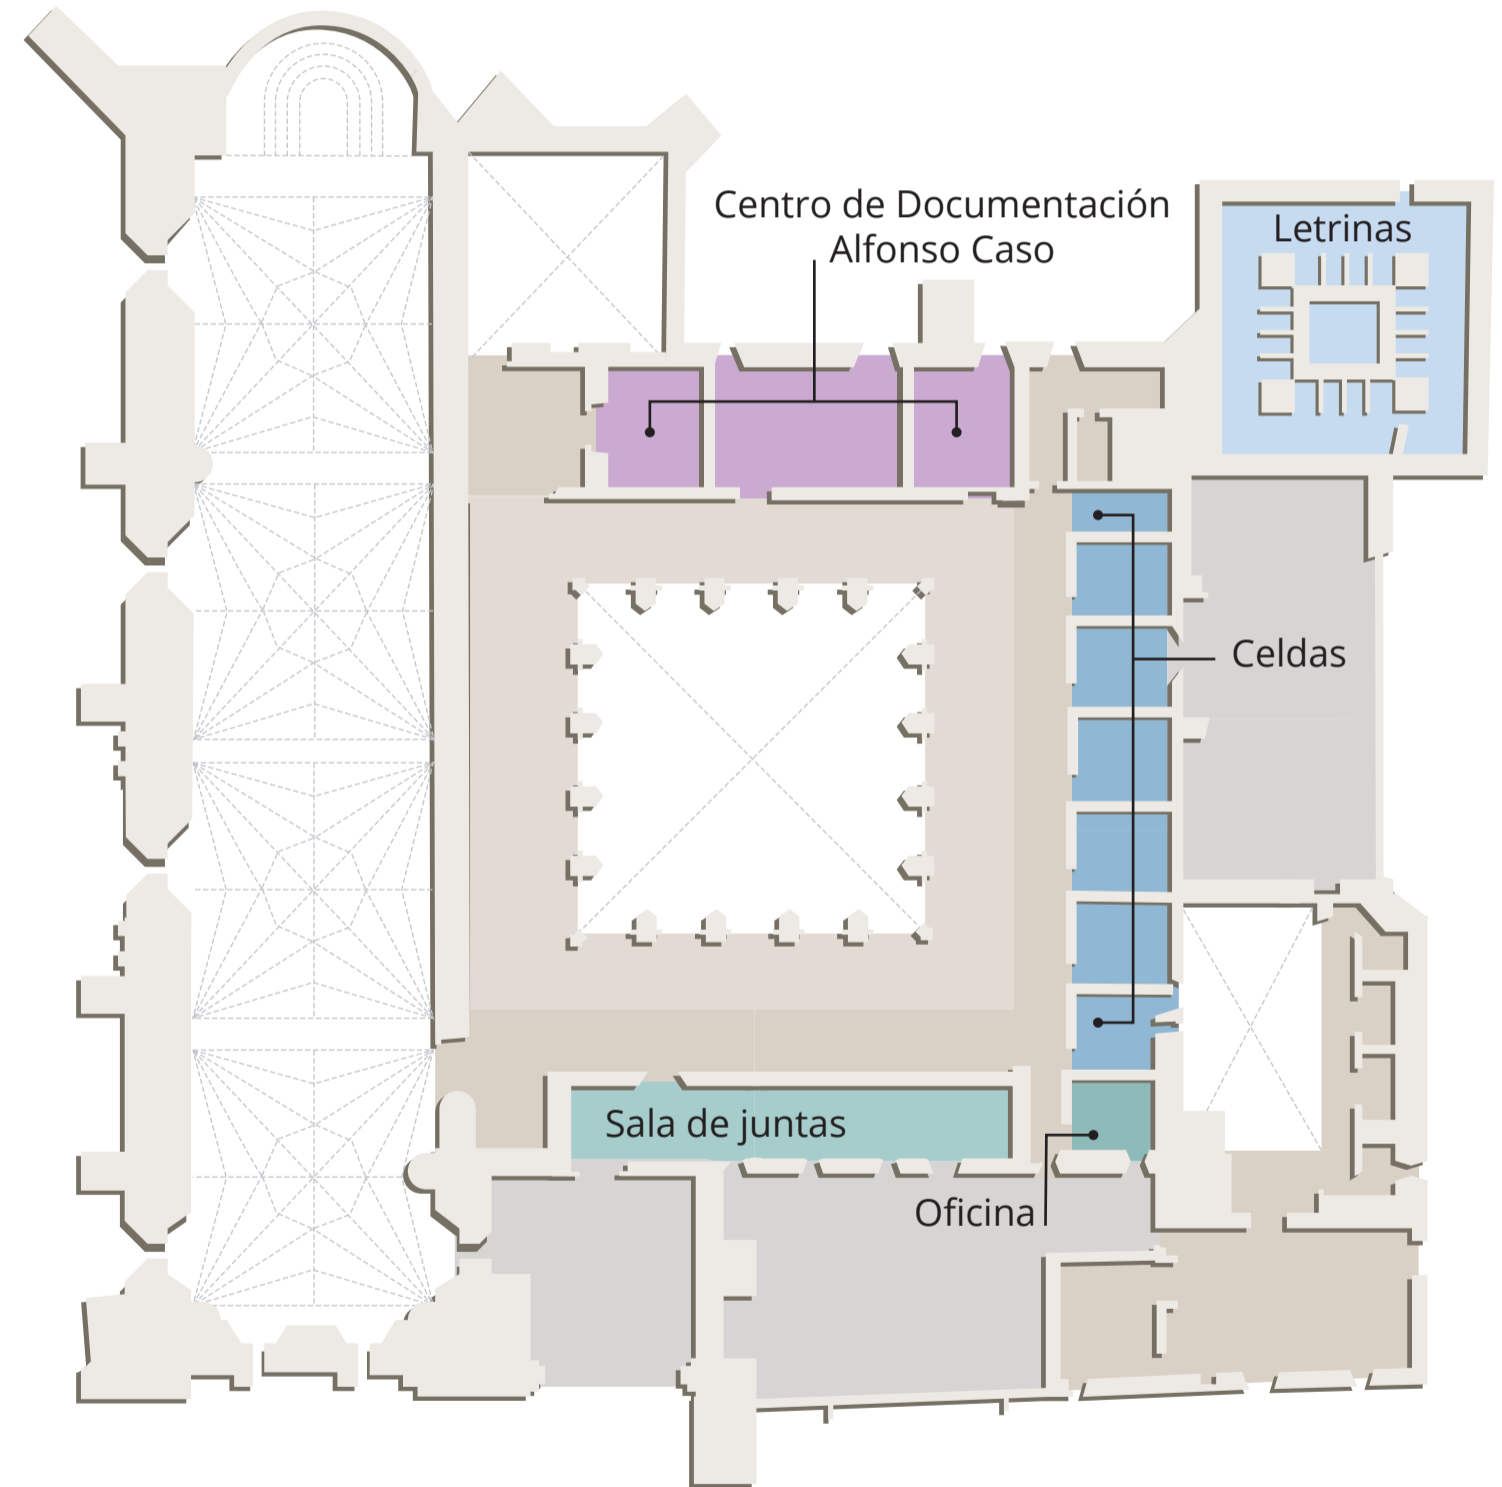 Centro de Documentación
Alfonso Caso
Letrinas
Celdas
Sala de juntas
Oficina